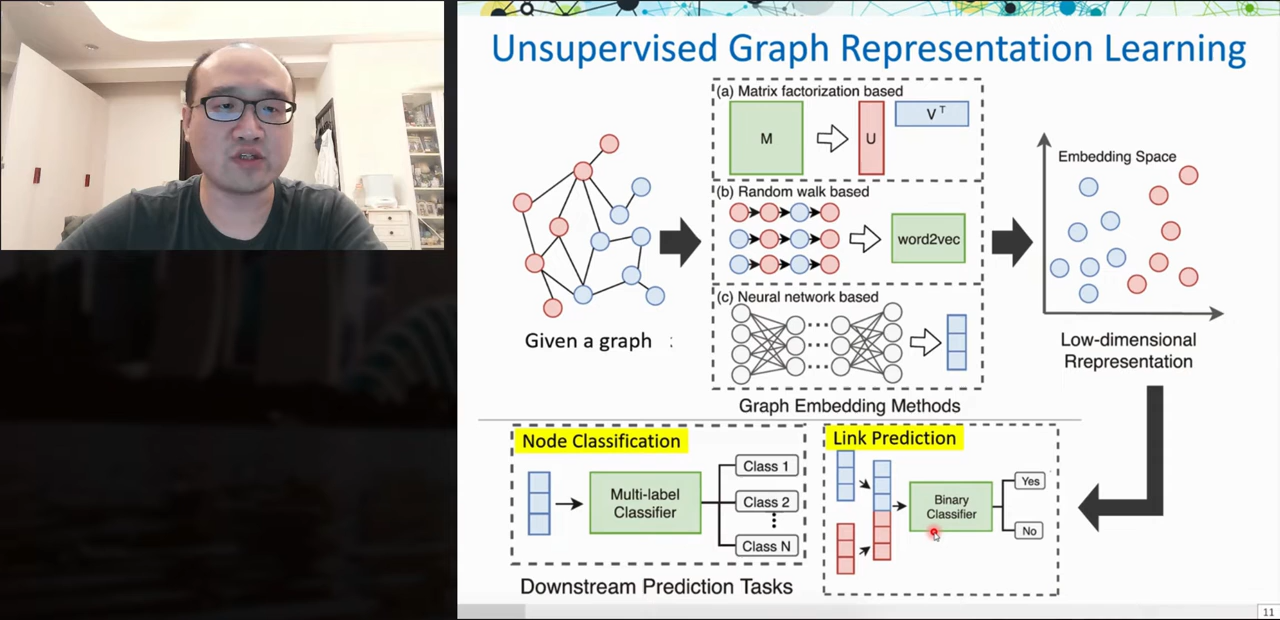 Unsupervised Graph Representation Learning
(a) Matrix factorization based
M
U
V T
(b) Random walk based
word2vec
(c) Neural network based
Given a graph :
Graph Embedding Methods
Embedding Space
Low-dimensional
Rrepresentation
Node Classification
Multi-label
Classifier
Class 1
Class 2
Class N
Link Prediction
Binary
Classifier
Yes
No
Downstream Prediction Tasks
11